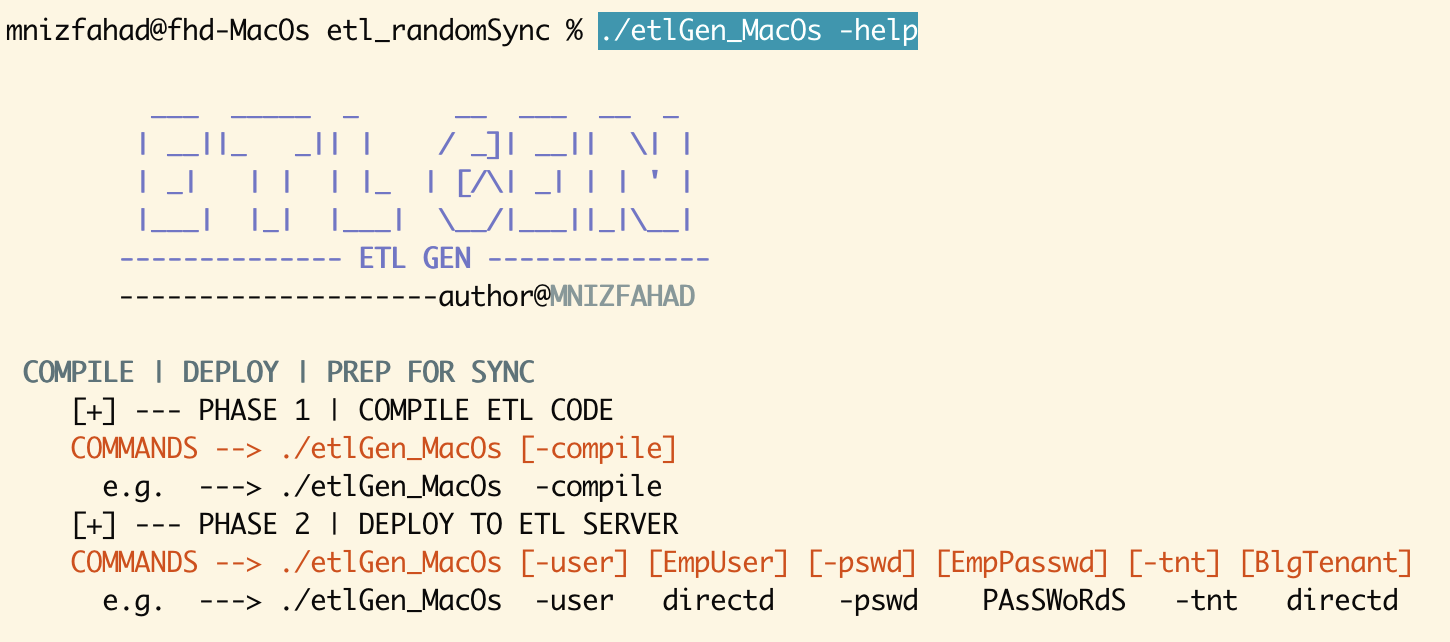 mnizfahad@fhd-MacOs etl_randomSync % ./etlGen_MacOs -help
 ___  _____  _      __  ___  __  _
| __||_   _|| |    / _]| __||  \| |
| _|   | |  | |_  | [/\| _| | | ' |
|___|  |_|  |___|  \__/|___||_|\__|
-------------- ETL GEN --------------
--------------------author@MNIZFAHAD
COMPILE | DEPLOY | PREP FOR SYNC
[+] --- PHASE 1 | COMPILE ETL CODE
COMMANDS --> ./etlGen_MacOs [-compile]
e.g.  ---> ./etlGen_MacOs  -compile
[+] --- PHASE 2 | DEPLOY TO ETL SERVER
COMMANDS --> ./etlGen_MacOs [-user] [EmpUser] [-pswd] [EmpPasswd] [-tnt] [BlgTenant]
e.g.  ---> ./etlGen_MacOs  -user   directd    -pswd    PAsSWoRdS   -tnt   directd